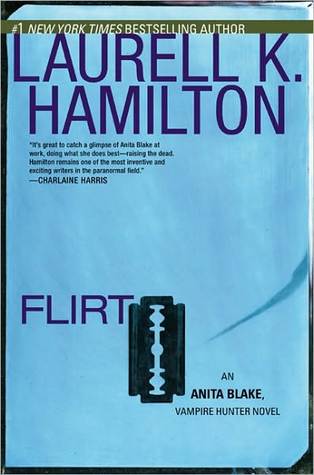 #1 NEW YORK TIMES BESTSELLING AUTHOR
LAURELL K.
HAMILTON
"It's great to catch a glimpse of Anita Blake at
work, doing what she does best—raising the dead.
Hamilton remains one of the most inventive and
exciting writers in the paranormal field."
—CHARLAINE HARRIS
FLIRT
AN
ANITA BLAKE,
VAMPIRE HUNTER NOVEL